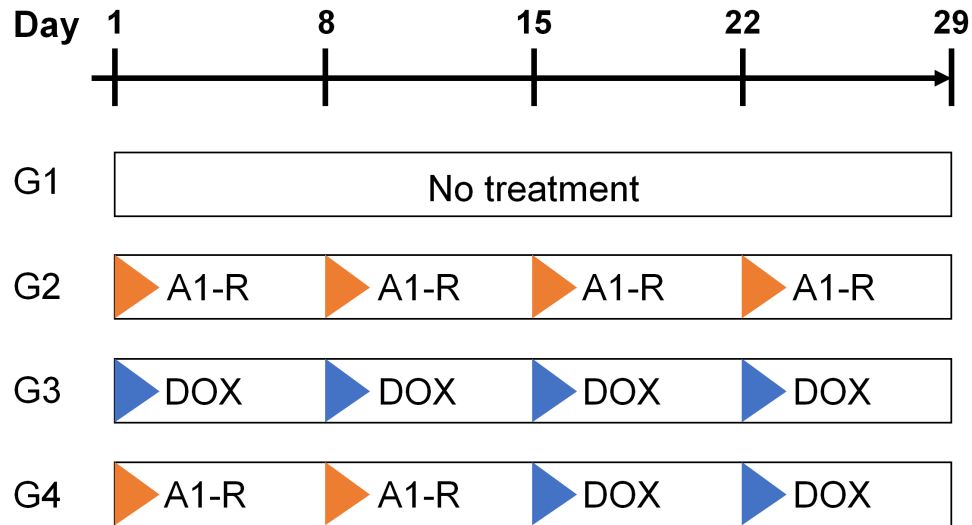 Day 1 8 15 22 29
G1 No treatment
G2 A1-R A1-R A1-R A1-R
G3 DOX DOX DOX DOX
G4 A1-R A1-R DOX DOX